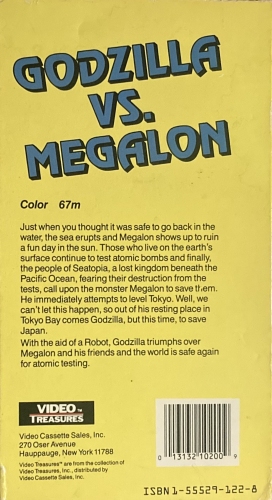 GODZILLA
VS.
MEGALON
Color 67m
Just when you thought it was safe to go back in the
water, the sea erupts and Megalon shows up to ruin
a fun day in the sun. Those who live on the earth's
surface continue to test atomic bombs and finally,
the people of Seatopia, a lost kingdom beneath the
Pacific Ocean, fearing their destruction from the
tests, call upon the monster Megalon to save them.
He immediately attempts to level Tokyo. Well, we
can't let this happen, so out of his resting place in
Tokyo Bay comes Godzilla, but this time, to save
Japan.
With the aid of a Robot, Godzilla triumphs over
Megalon and his friends and the world is safe again
for atomic testing.
VIDEO TM
TREASURES
Video Cassette Sales, Inc.
270 Oser Avenue
Hauppauge, New York 11788
Video Treasures™ are from the collection of
Video Treasures, Inc., distributed by
Video Cassette Sales, Inc.
0 13132 10200 9
ISBN 1-55529-122-8